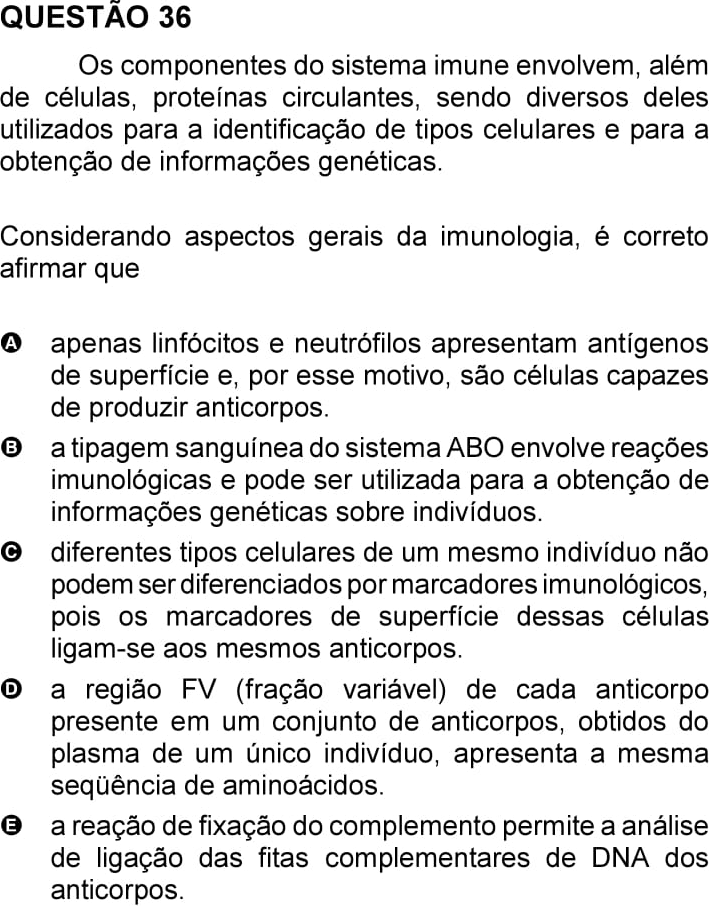 QUESTÃO 36
Os componentes do sistema imune envolvem, além
de células, proteínas circulantes, sendo diversos deles
utilizados para a identificação de tipos celulares e para a
obtenção de informações genéticas.
Considerando aspectos gerais da imunologia, é correto
afirmar que
A apenas linfócitos e neutrófilos apresentam antígenos
de superfície e, por esse motivo, são células capazes
de produzir anticorpos.
B a tipagem sanguínea do sistema ABO envolve reações
imunológicas e pode ser utilizada para a obtenção de
informações genéticas sobre indivíduos.
C diferentes tipos celulares de um mesmo indivíduo não
podem ser diferenciados por marcadores imunológicos,
pois os marcadores de superfície dessas células
ligam-se aos mesmos anticorpos.
D a região FV (fração variável) de cada anticorpo
presente em um conjunto de anticorpos, obtidos do
plasma de um único indivíduo, apresenta a mesma
seqüência de aminoácidos.
E a reação de fixação do complemento permite a análise
de ligação das fitas complementares de DNA dos
anticorpos.